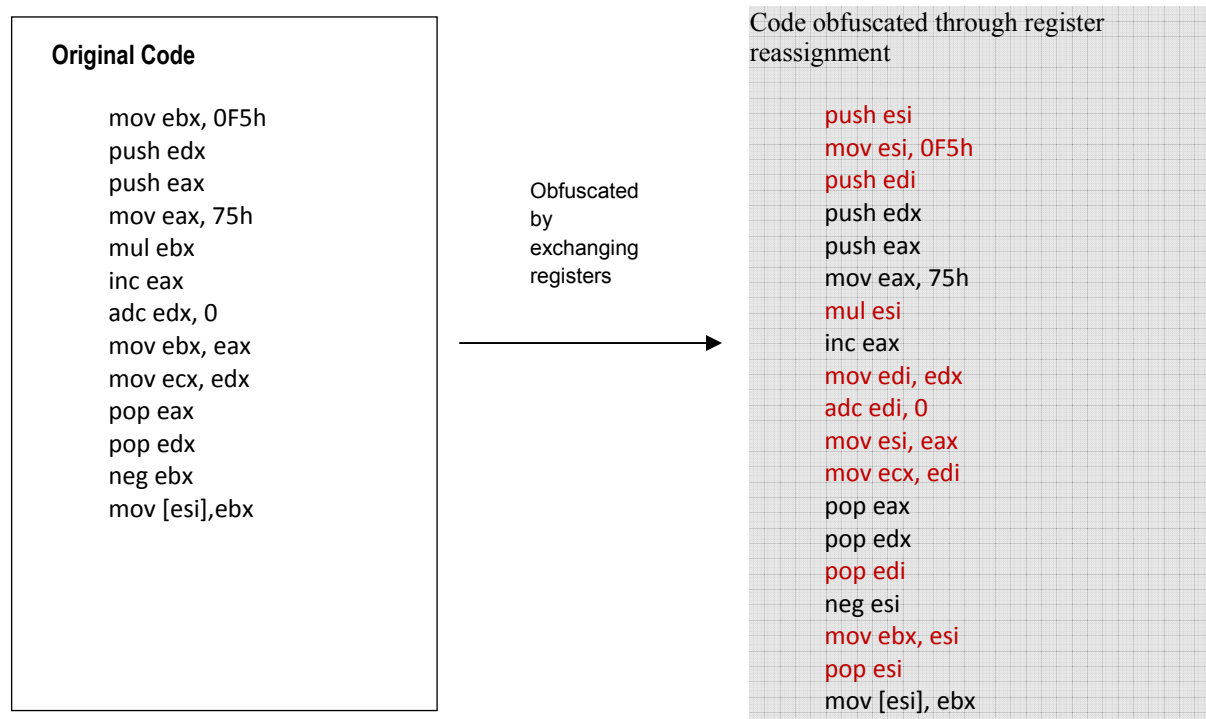 Original Code
mov ebx, 0F5h
push edx
push eax
mov eax, 75h
mul ebx
inc eax
adc edx, 0
mov ebx, eax
mov ecx, edx
pop eax
pop edx
neg ebx
mov [esi],ebx
Obfuscated
by
exchanging
registers
Code obfuscated through register
reassignment
push esi
mov esi, 0F5h
push edi
push edx
push eax
mov eax, 75h
mul esi
inc eax
mov edi, edx
adc edi, 0
mov esi, eax
mov ecx, edi
pop eax
pop edx
pop edi
neg esi
mov ebx, esi
pop esi
mov [esi], ebx